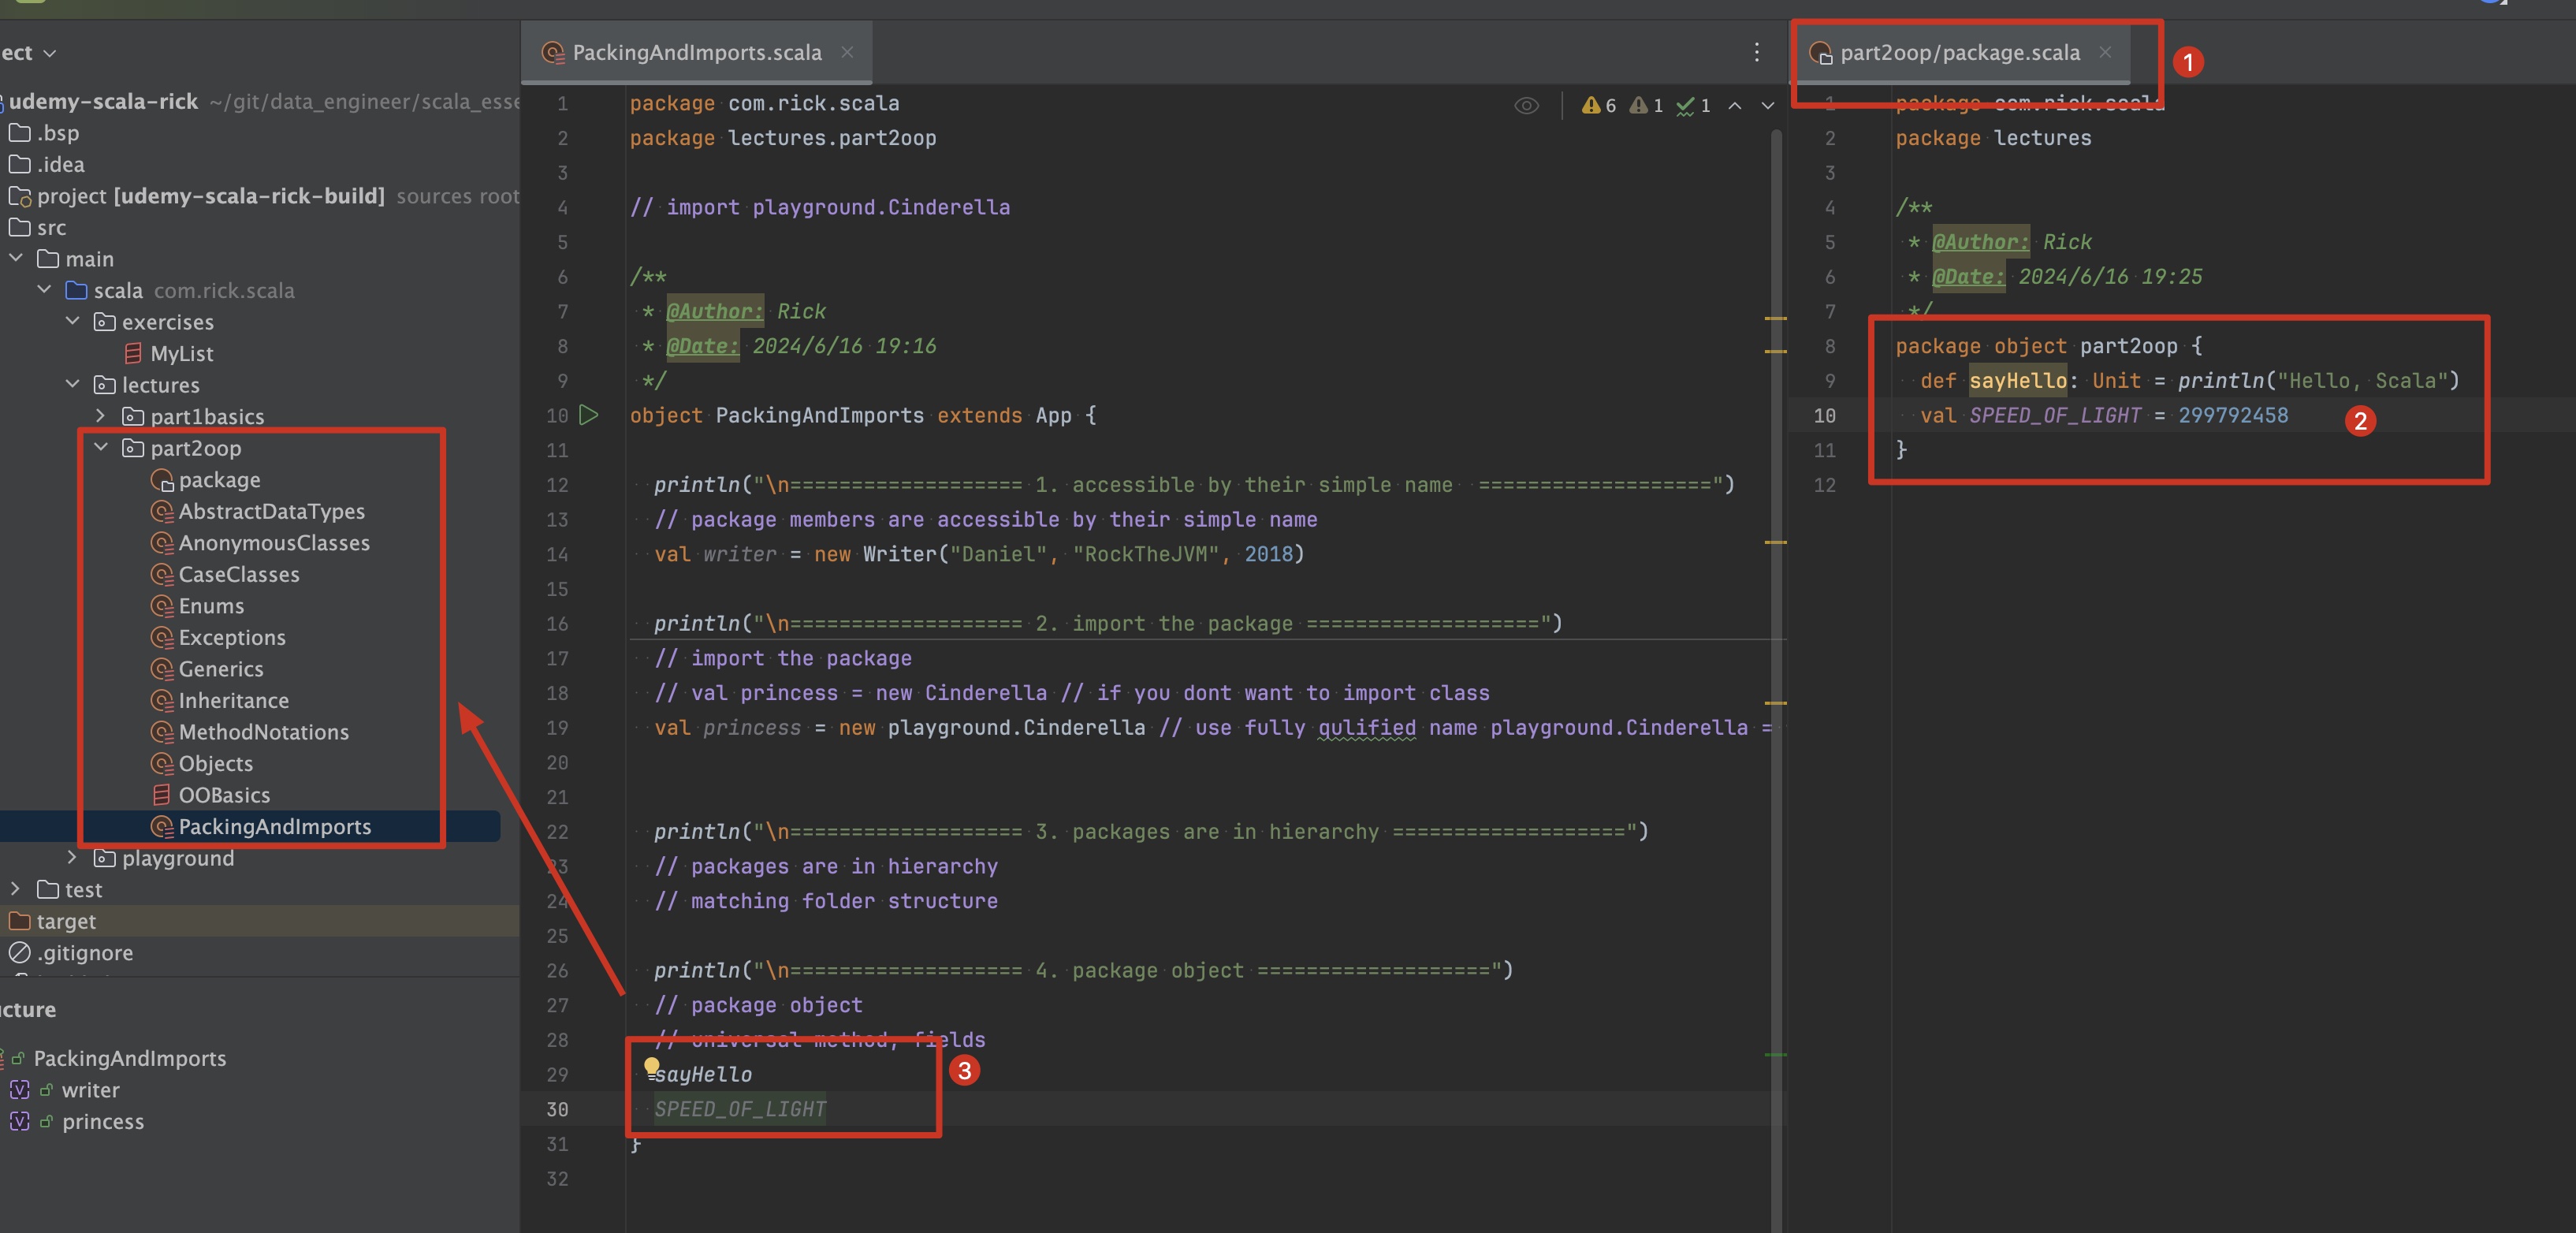 ect
udemy-scala-rick ~/git/data_engineer/scala_esse
.bsp
.idea
project [udemy-scala-rick-build] sources root
src
main
scala com.rick.scala
exercises
MyList
lectures
part1basics
part2oop
package
AbstractDataTypes
AnonymousClasses
CaseClasses
Enums
Exceptions
Generics
Inheritance
MethodNotations
Objects
OOBasics
PackingAndImports
playground
test
target
.gitignore
cture
PackingAndImports
writer
princess
PackingAndImports.scala
6 1 1
1 package com.rick.scala
2 package lectures.part2oop
3
4 // import playground.Cinderella
5
6 /**
7 * @Author: Rick
8 * @Date: 2024/6/16 19:16
9 */
10 object PackingAndImports extends App {
11
12 println("\n=================== 1. accessible by their simple name  ===================")
13 // package members are accessible by their simple name
14 val writer = new Writer("Daniel", "RockTheJVM", 2018)
15
16 println("\n=================== 2. import the package ===================")
17 // import the package
18 // val princess = new Cinderella // if you dont want to import class
19 val princess = new playground.Cinderella // use fully qulified name playground.Cinderella =
20
21
22 println("\n=================== 3. packages are in hierarchy ===================")
23 // packages are in hierarchy
24 // matching folder structure
25
26 println("\n=================== 4. package object ===================")
27 // package object
28 // universal method, fields
29 sayHello
30 SPEED_OF_LIGHT
31 }
32
3
part2oop/package.scala
1
1 package com.rick.scala
2 package lectures
3
4 /**
5 * @Author: Rick
6 * @Date: 2024/6/16 19:25
7 */
8 package object part2oop {
9 def sayHello: Unit = println("Hello, Scala")
10 val SPEED_OF_LIGHT = 299792458
11 }
12
2